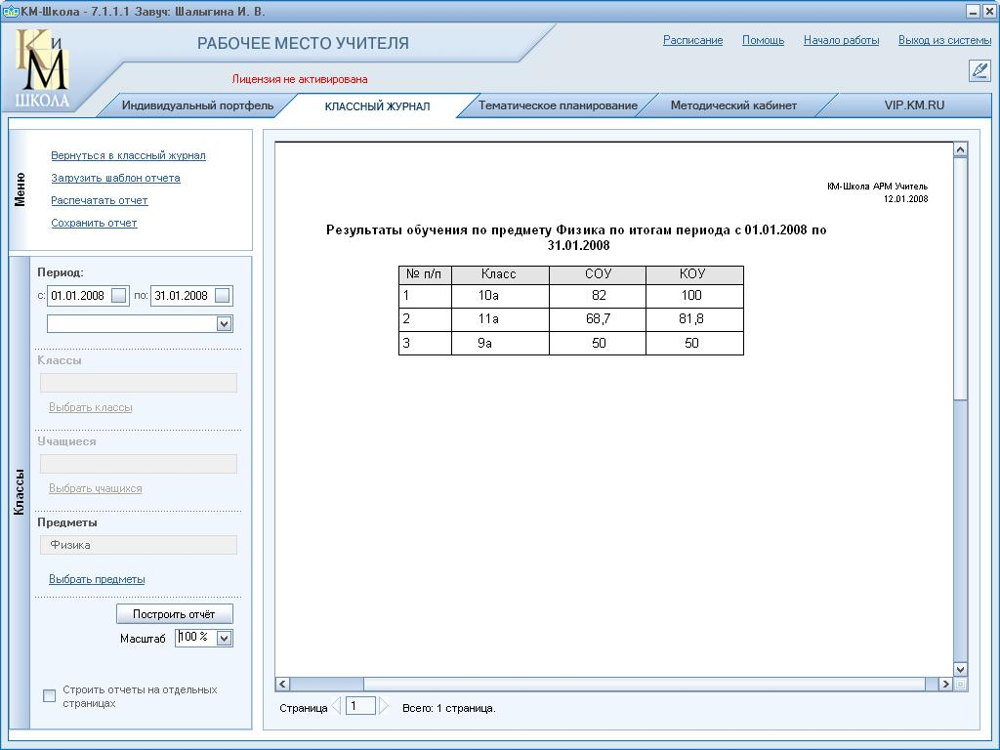 КМ-Школа - 7.1.1.1 Завуч: Шалыгина И. В.
КиМ
ШКОЛА
РАБОЧЕЕ МЕСТО УЧИТЕЛЯ
Расписание Помощь Начало работы Выход из системы
Лицензия не активирована
Индивидуальный портфель КЛАССНЫЙ ЖУРНАЛ Тематическое планирование Методический кабинет VIP.KM.RU
Меню
Вернуться в классный журнал
Загрузить шаблон отчета
Распечатать отчет
Сохранить отчет
Классы
Период:
с: 01.01.2008 по: 31.01.2008
Классы
Выбрать классы
Учащиеся
Выбрать учащихся
Предметы
Физика
Выбрать предметы
Построить отчёт
Масштаб 100 %
Строить отчеты на отдельных
страницах
КМ-Школа АРМ Учитель
12.01.2008
Результаты обучения по предмету Физика по итогам периода с 01.01.2008 по
31.01.2008
№ п/п Класс СОУ КОУ
1 10а 82 100
2 11а 68,7 81,8
3 9а 50 50
Страница 1 Всего: 1 страница.